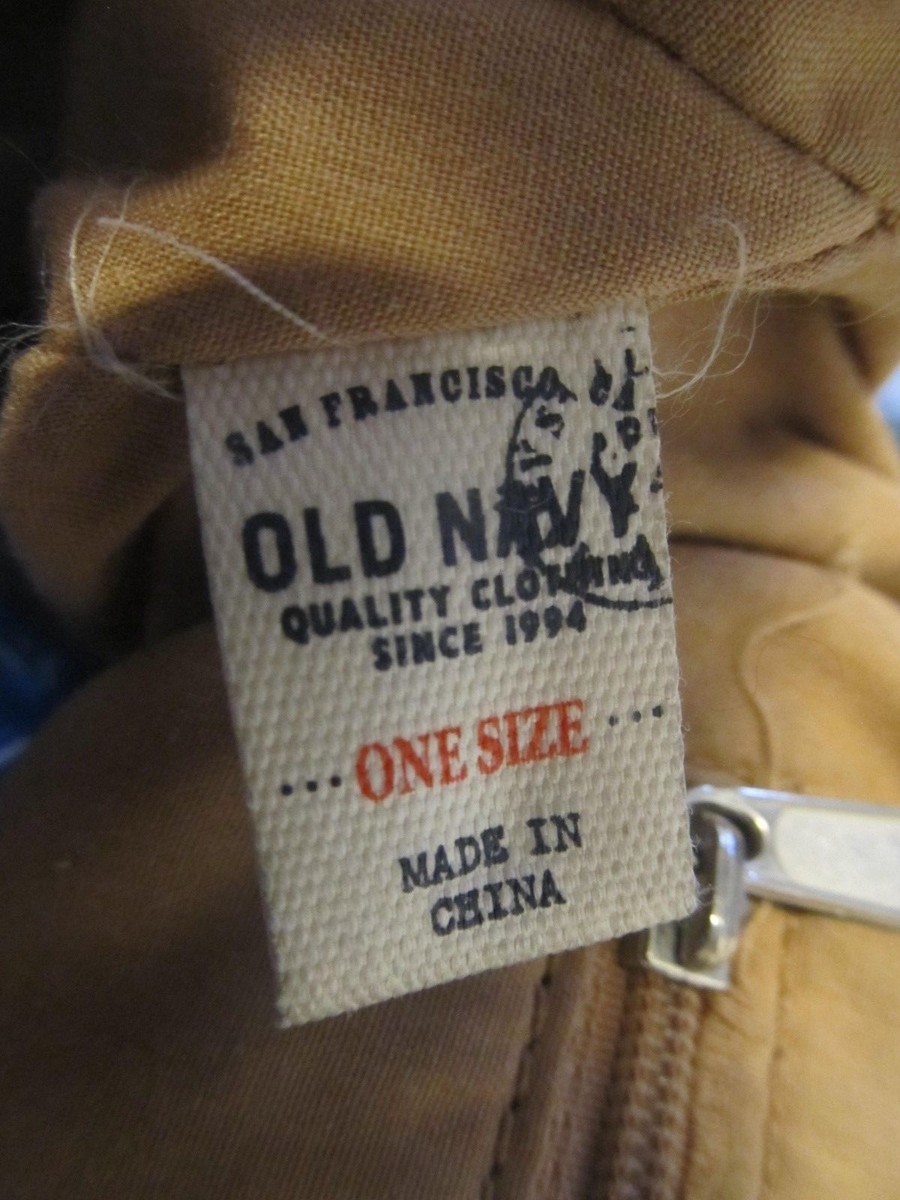 SAN FRANCISCO
OLD NAVY
QUALITY CLOTHING
SINCE 1994
...ONE SIZE...
MADE IN
CHINA